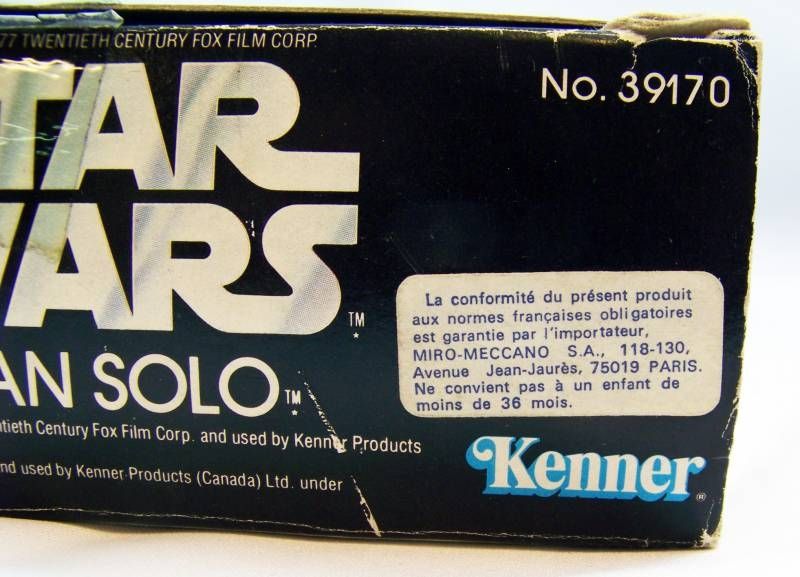 77 TWENTIETH CENTURY FOX FILM CORP.
STAR
WARS
TM
*
No. 39170
La conformité du présent produit
aux normes françaises obligatoires
est garantie par l'importateur,
MIRO-MECCANO S.A., 118-130,
Avenue Jean-Jaurès, 75019 PARIS.
Ne convient pas à un enfant de
moins de 36 mois.
AN SOLO TM
*
ntieth Century Fox Film Corp. and used by Kenner Products
nd used by Kenner Products (Canada) Ltd. under
Kenner®